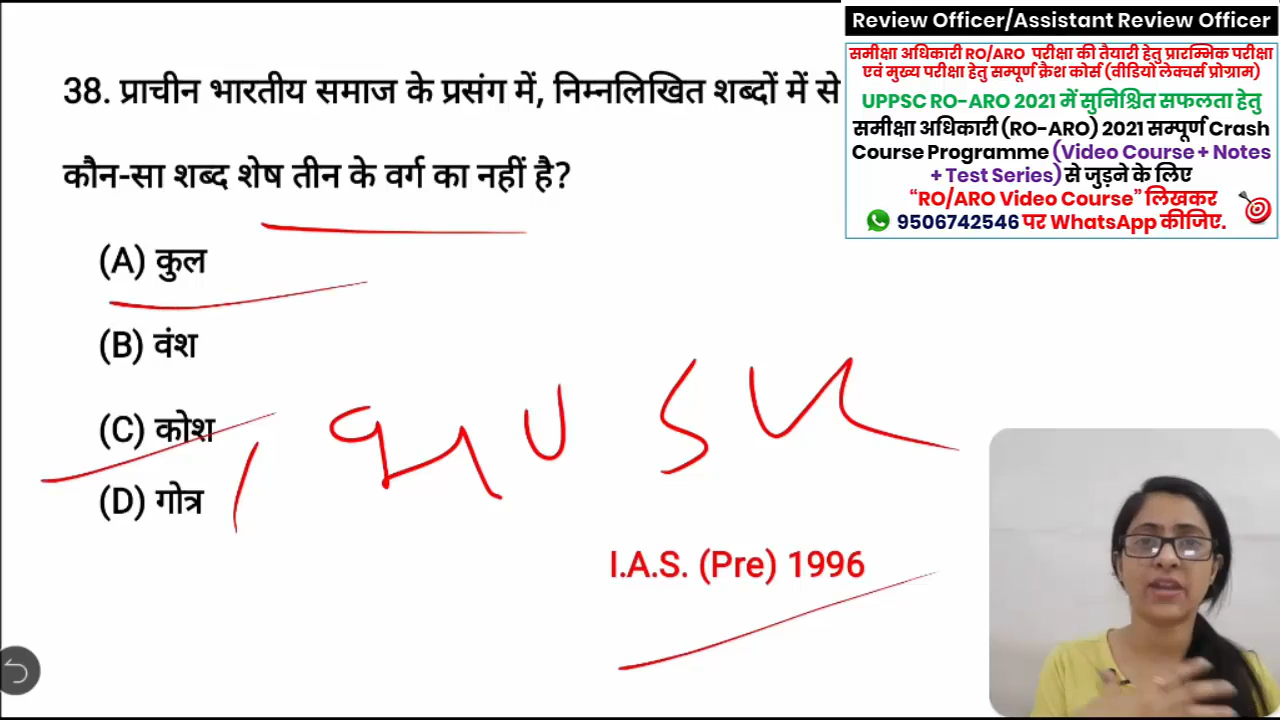 Review Officer/Assistant Review Officer
समीक्षा अधिकारी RO/ARO परीक्षा की तैयारी हेतु प्रारम्भिक परीक्षा
एवं मुख्य परीक्षा हेतु सम्पूर्ण क्रैश कोर्स (वीडियो लेक्चर्स प्रोग्राम)
UPPSC RO-ARO 2021 में सुनिश्चित सफलता हेतु
समीक्षा अधिकारी (RO-ARO) 2021 सम्पूर्ण Crash
Course Programme (Video Course + Notes
+ Test Series) से जुड़ने के लिए
“RO/ARO Video Course” लिखकर
9506742546 पर WhatsApp कीजिए.
38. प्राचीन भारतीय समाज के प्रसंग में, निम्नलिखित शब्दों में से
कौन-सा शब्द शेष तीन के वर्ग का नहीं है?
(A) कुल
(B) वंश
(C) कोश
(D) गोत्र
I.A.S. (Pre) 1996